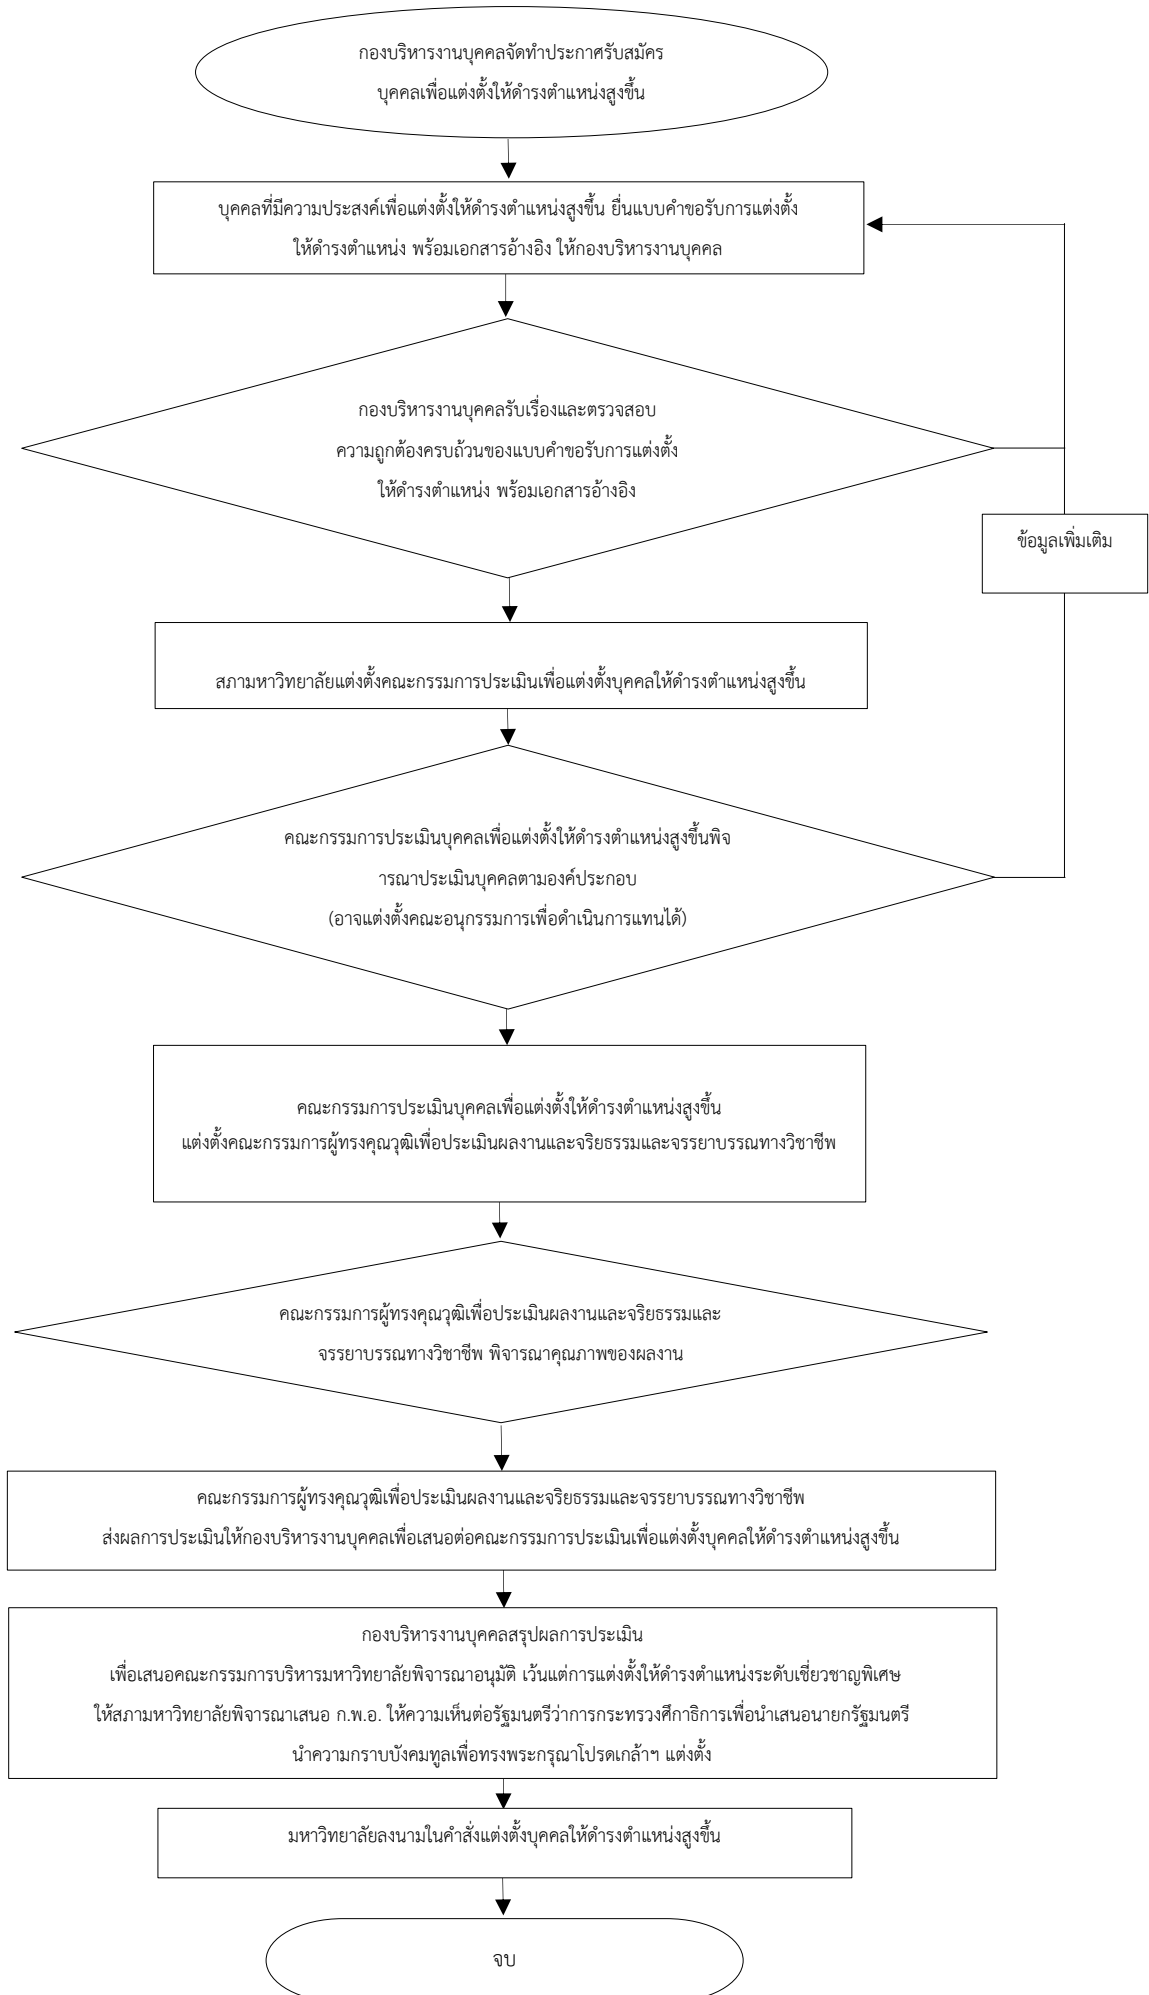 กองบริหารงานบุคคลจัดทำประกาศรับสมัคร
บุคคลเพื่อแต่งตั้งให้ดำรงตำแหน่งสูงขึ้น
บุคคลที่มีความประสงค์เพื่อแต่งตั้งให้ดำรงตำแหน่งสูงขึ้น ยื่นแบบคำขอรับการแต่งตั้ง
ให้ดำรงตำแหน่ง พร้อมเอกสารอ้างอิง ให้กองบริหารงานบุคคล
กองบริหารงานบุคคลรับเรื่องและตรวจสอบ
ความถูกต้องครบถ้วนของแบบคำขอรับการแต่งตั้ง
ให้ดำรงตำแหน่ง พร้อมเอกสารอ้างอิง
ข้อมูลเพิ่มเติม
สภามหาวิทยาลัยแต่งตั้งคณะกรรมการประเมินเพื่อแต่งตั้งบุคคลให้ดำรงตำแหน่งสูงขึ้น
คณะกรรมการประเมินบุคคลเพื่อแต่งตั้งให้ดำรงตำแหน่งสูงขึ้นพิจ
ารณาประเมินบุคคลตามองค์ประกอบ
(อาจแต่งตั้งคณะอนุกรรมการเพื่อดำเนินการแทนได้)
คณะกรรมการประเมินบุคคลเพื่อแต่งตั้งให้ดำรงตำแหน่งสูงขึ้น
แต่งตั้งคณะกรรมการผู้ทรงคุณวุฒิเพื่อประเมินผลงานและจริยธรรมและจรรยาบรรณทางวิชาชีพ
คณะกรรมการผู้ทรงคุณวุฒิเพื่อประเมินผลงานและจริยธรรมและ
จรรยาบรรณทางวิชาชีพ พิจารณาคุณภาพของผลงาน
คณะกรรมการผู้ทรงคุณวุฒิเพื่อประเมินผลงานและจริยธรรมและจรรยาบรรณทางวิชาชีพ
ส่งผลการประเมินให้กองบริหารงานบุคคลเพื่อเสนอต่อคณะกรรมการประเมินเพื่อแต่งตั้งบุคคลให้ดำรงตำแหน่งสูงขึ้น
กองบริหารงานบุคคลสรุปผลการประเมิน
เพื่อเสนอคณะกรรมการบริหารมหาวิทยาลัยพิจารณาอนุมัติ เว้นแต่การแต่งตั้งให้ดำรงตำแหน่งระดับเชี่ยวชาญพิเศษ
ให้สภามหาวิทยาลัยพิจารณาเสนอ ก.พ.อ. ให้ความเห็นต่อรัฐมนตรีว่าการกระทรวงศึกาธิการเพื่อนำเสนอนายกรัฐมนตรี
นำความกราบบังคมทูลเพื่อทรงพระกรุณาโปรดเกล้าฯ แต่งตั้ง
มหาวิทยาลัยลงนามในคำสั่งแต่งตั้งบุคคลให้ดำรงตำแหน่งสูงขึ้น
จบ